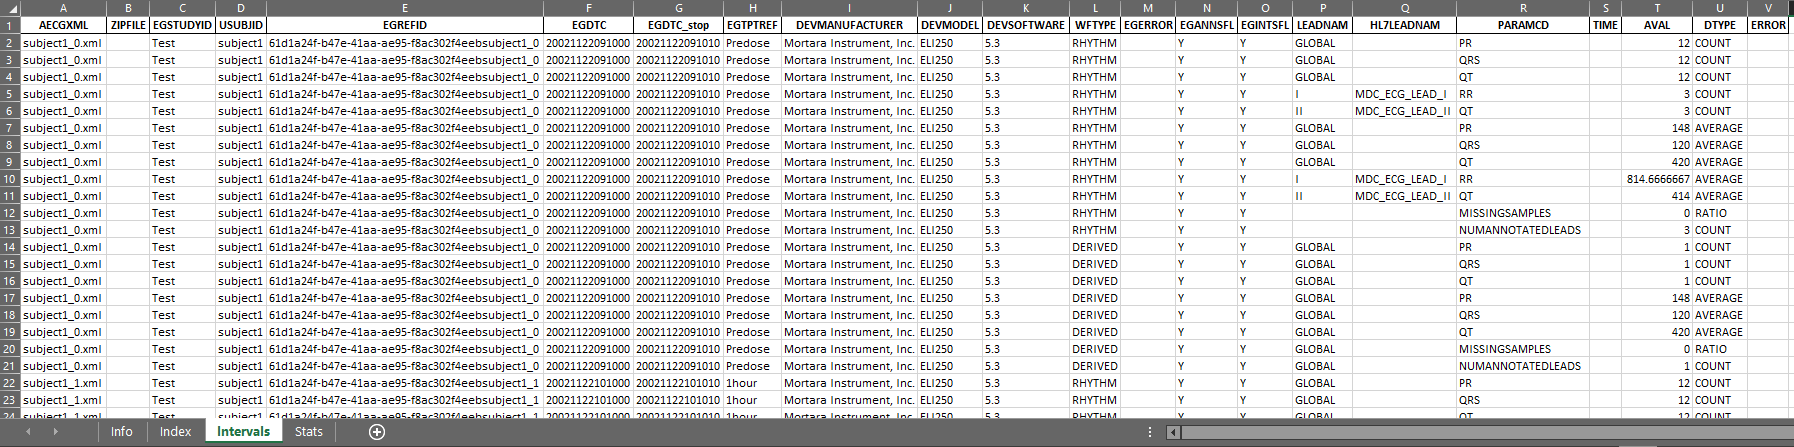 A B C D E F G H I J K L M N O P Q R S T U V
1 AECGXML ZIPFILE EGSTUDYID USUBJID EGREFID EGDTC EGDTC_stop EGTPTREF DEVMANUFACTURER DEVMODEL DEVSOFTWARE WFTYPE EGERROR EGANNSFL EGINTSFL LEADNAM HL7LEADNAM PARAMCD TIME AVAL DTYPE ERROR
2 subject1_0.xml Test subject1 61d1a24f-b47e-41aa-ae95-f8ac302f4eebsubject1_0 20021122091000 20021122091010 Predose Mortara Instrument, Inc. ELI250 5.3 RHYTHM Y Y GLOBAL PR 12 COUNT
3 subject1_0.xml Test subject1 61d1a24f-b47e-41aa-ae95-f8ac302f4eebsubject1_0 20021122091000 20021122091010 Predose Mortara Instrument, Inc. ELI250 5.3 RHYTHM Y Y GLOBAL QRS 12 COUNT
4 subject1_0.xml Test subject1 61d1a24f-b47e-41aa-ae95-f8ac302f4eebsubject1_0 20021122091000 20021122091010 Predose Mortara Instrument, Inc. ELI250 5.3 RHYTHM Y Y GLOBAL QT 12 COUNT
5 subject1_0.xml Test subject1 61d1a24f-b47e-41aa-ae95-f8ac302f4eebsubject1_0 20021122091000 20021122091010 Predose Mortara Instrument, Inc. ELI250 5.3 RHYTHM Y Y I MDC_ECG_LEAD_I RR 3 COUNT
6 subject1_0.xml Test subject1 61d1a24f-b47e-41aa-ae95-f8ac302f4eebsubject1_0 20021122091000 20021122091010 Predose Mortara Instrument, Inc. ELI250 5.3 RHYTHM Y Y II MDC_ECG_LEAD_II QT 3 COUNT
7 subject1_0.xml Test subject1 61d1a24f-b47e-41aa-ae95-f8ac302f4eebsubject1_0 20021122091000 20021122091010 Predose Mortara Instrument, Inc. ELI250 5.3 RHYTHM Y Y GLOBAL PR 148 AVERAGE
8 subject1_0.xml Test subject1 61d1a24f-b47e-41aa-ae95-f8ac302f4eebsubject1_0 20021122091000 20021122091010 Predose Mortara Instrument, Inc. ELI250 5.3 RHYTHM Y Y GLOBAL QRS 120 AVERAGE
9 subject1_0.xml Test subject1 61d1a24f-b47e-41aa-ae95-f8ac302f4eebsubject1_0 20021122091000 20021122091010 Predose Mortara Instrument, Inc. ELI250 5.3 RHYTHM Y Y GLOBAL QT 420 AVERAGE
10 subject1_0.xml Test subject1 61d1a24f-b47e-41aa-ae95-f8ac302f4eebsubject1_0 20021122091000 20021122091010 Predose Mortara Instrument, Inc. ELI250 5.3 RHYTHM Y Y I MDC_ECG_LEAD_I RR 814.6666667 AVERAGE
11 subject1_0.xml Test subject1 61d1a24f-b47e-41aa-ae95-f8ac302f4eebsubject1_0 20021122091000 20021122091010 Predose Mortara Instrument, Inc. ELI250 5.3 RHYTHM Y Y II MDC_ECG_LEAD_II QT 414 AVERAGE
12 subject1_0.xml Test subject1 61d1a24f-b47e-41aa-ae95-f8ac302f4eebsubject1_0 20021122091000 20021122091010 Predose Mortara Instrument, Inc. ELI250 5.3 RHYTHM Y Y MISSINGSAMPLES 0 RATIO
13 subject1_0.xml Test subject1 61d1a24f-b47e-41aa-ae95-f8ac302f4eebsubject1_0 20021122091000 20021122091010 Predose Mortara Instrument, Inc. ELI250 5.3 RHYTHM Y Y NUMANNOTATEDLEADS 3 COUNT
14 subject1_0.xml Test subject1 61d1a24f-b47e-41aa-ae95-f8ac302f4eebsubject1_0 20021122091000 20021122091010 Predose Mortara Instrument, Inc. ELI250 5.3 DERIVED Y Y GLOBAL PR 1 COUNT
15 subject1_0.xml Test subject1 61d1a24f-b47e-41aa-ae95-f8ac302f4eebsubject1_0 20021122091000 20021122091010 Predose Mortara Instrument, Inc. ELI250 5.3 DERIVED Y Y GLOBAL QRS 1 COUNT
16 subject1_0.xml Test subject1 61d1a24f-b47e-41aa-ae95-f8ac302f4eebsubject1_0 20021122091000 20021122091010 Predose Mortara Instrument, Inc. ELI250 5.3 DERIVED Y Y GLOBAL QT 1 COUNT
17 subject1_0.xml Test subject1 61d1a24f-b47e-41aa-ae95-f8ac302f4eebsubject1_0 20021122091000 20021122091010 Predose Mortara Instrument, Inc. ELI250 5.3 DERIVED Y Y GLOBAL PR 148 AVERAGE
18 subject1_0.xml Test subject1 61d1a24f-b47e-41aa-ae95-f8ac302f4eebsubject1_0 20021122091000 20021122091010 Predose Mortara Instrument, Inc. ELI250 5.3 DERIVED Y Y GLOBAL QRS 120 AVERAGE
19 subject1_0.xml Test subject1 61d1a24f-b47e-41aa-ae95-f8ac302f4eebsubject1_0 20021122091000 20021122091010 Predose Mortara Instrument, Inc. ELI250 5.3 DERIVED Y Y GLOBAL QT 420 AVERAGE
20 subject1_0.xml Test subject1 61d1a24f-b47e-41aa-ae95-f8ac302f4eebsubject1_0 20021122091000 20021122091010 Predose Mortara Instrument, Inc. ELI250 5.3 DERIVED Y Y GLOBAL MISSINGSAMPLES 0 RATIO
21 subject1_0.xml Test subject1 61d1a24f-b47e-41aa-ae95-f8ac302f4eebsubject1_0 20021122091000 20021122091010 Predose Mortara Instrument, Inc. ELI250 5.3 DERIVED Y Y GLOBAL NUMANNOTATEDLEADS 1 COUNT
22 subject1_1.xml Test subject1 61d1a24f-b47e-41aa-ae95-f8ac302f4eebsubject1_1 20021122101000 20021122101010 1hour Mortara Instrument, Inc. ELI250 5.3 RHYTHM Y Y GLOBAL PR 12 COUNT
23 subject1_1.xml Test subject1 61d1a24f-b47e-41aa-ae95-f8ac302f4eebsubject1_1 20021122101000 20021122101010 1hour Mortara Instrument, Inc. ELI250 5.3 RHYTHM Y Y GLOBAL QRS 12 COUNT
24 subject1_1.xml Test subject1 61d1a24f-b47e-41aa-ae95-f8ac302f4eebsubject1_1 20021122101000 20021122101010 1hour Mortara Instrument, Inc. ELI250 5.3 RHYTHM Y Y GLOBAL QT 12 COUNT
Info Index Intervals Stats